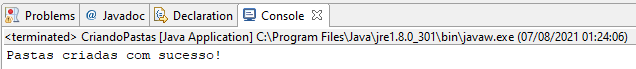 Problems @ Javadoc Declaration Console
<terminated> CriandoPastas [Java Application] C:\Program Files\Java\jre1.8.0_301\bin\javaw.exe (07/08/2021 01:24:06)
Pastas criadas com sucesso!